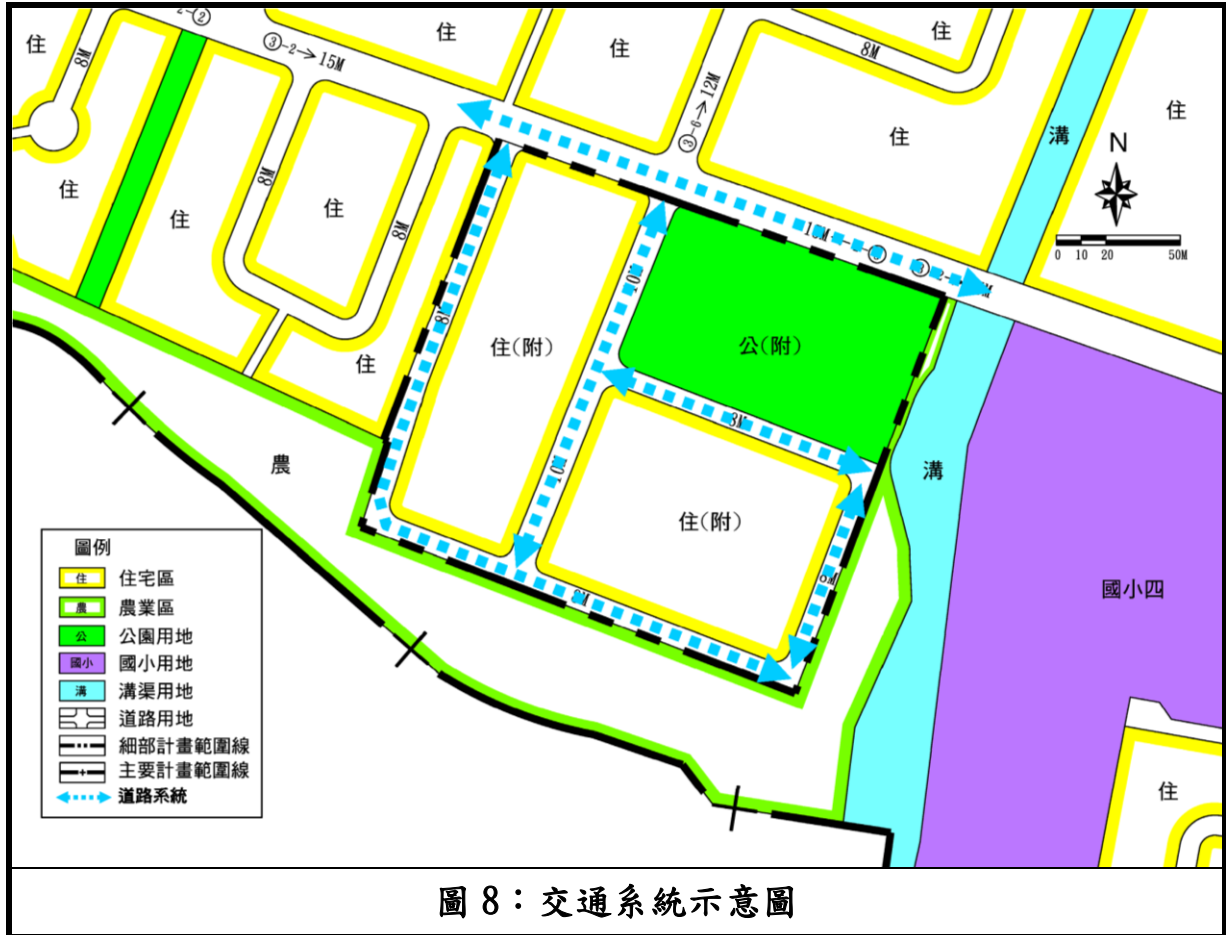 2-②
住
8M
③-2→15M
住
住
住
8M
住
③-6→12M
住
溝
N
0 10 20 50M
住
住
住
8M
8M
住
8M
住(附)
10M
公(附)
8M
10M
住(附)
8M
農
溝
國小四
住
圖例
住 住宅區
農 農業區
公 公園用地
國小 國小用地
溝 溝渠用地
道路用地
細部計畫範圍線
主要計畫範圍線
道路系統
圖 8：交通系統示意圖